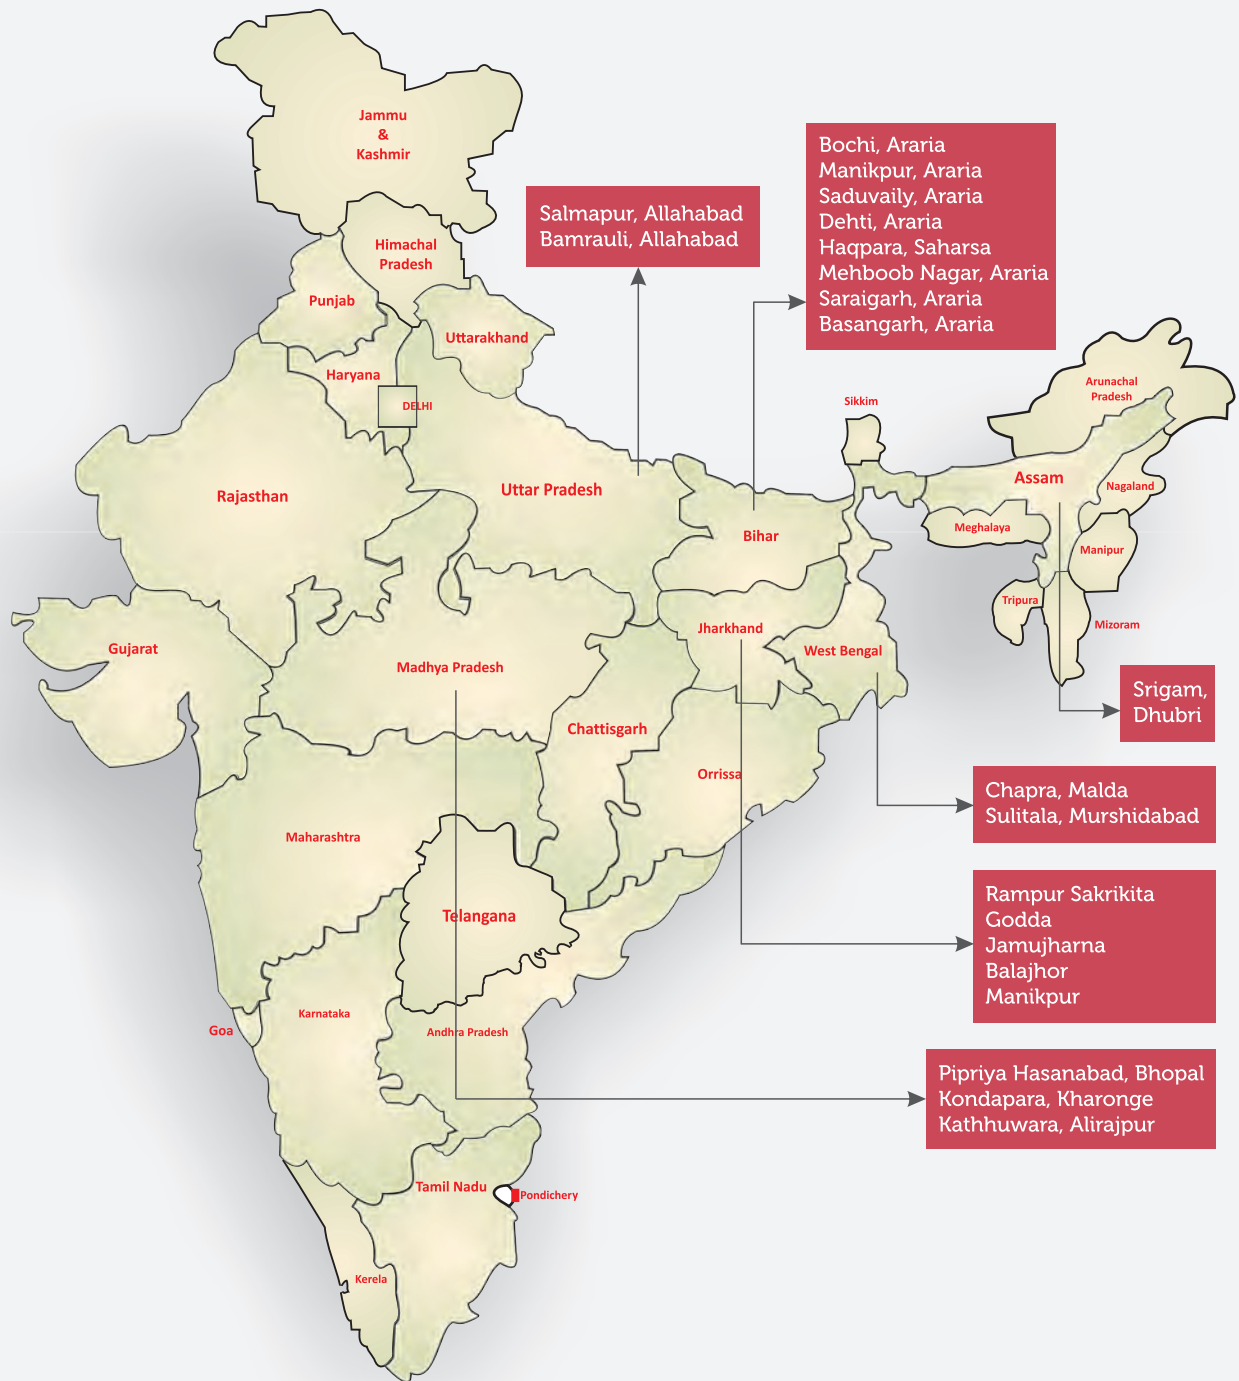 Jammu
&
Kashmir
Himachal
Pradesh
Punjab
Uttarakhand
Haryana
DELHI
Rajasthan
Uttar Pradesh
Bihar
Sikkim
Arunachal
Pradesh
Assam
Nagaland
Meghalaya
Manipur
Tripura
Mizoram
Gujarat
Madhya Pradesh
Jharkhand
West Bengal
Chattisgarh
Orrissa
Maharashtra
Telangana
Goa
Karnataka
Andhra Pradesh
Tamil Nadu
Pondichery
Kerela
Salmapur, Allahabad
Bamrauli, Allahabad
Bochi, Araria
Manikpur, Araria
Saduvaily, Araria
Dehti, Araria
Haqpara, Saharsa
Mehboob Nagar, Araria
Saraigarh, Araria
Basangarh, Araria
Srigam,
Dhubri
Chapra, Malda
Sulitala, Murshidabad
Rampur Sakrikita
Godda
Jamujharna
Balajhor
Manikpur
Pipriya Hasanabad, Bhopal
Kondapara, Kharonge
Kathhuwara, Alirajpur